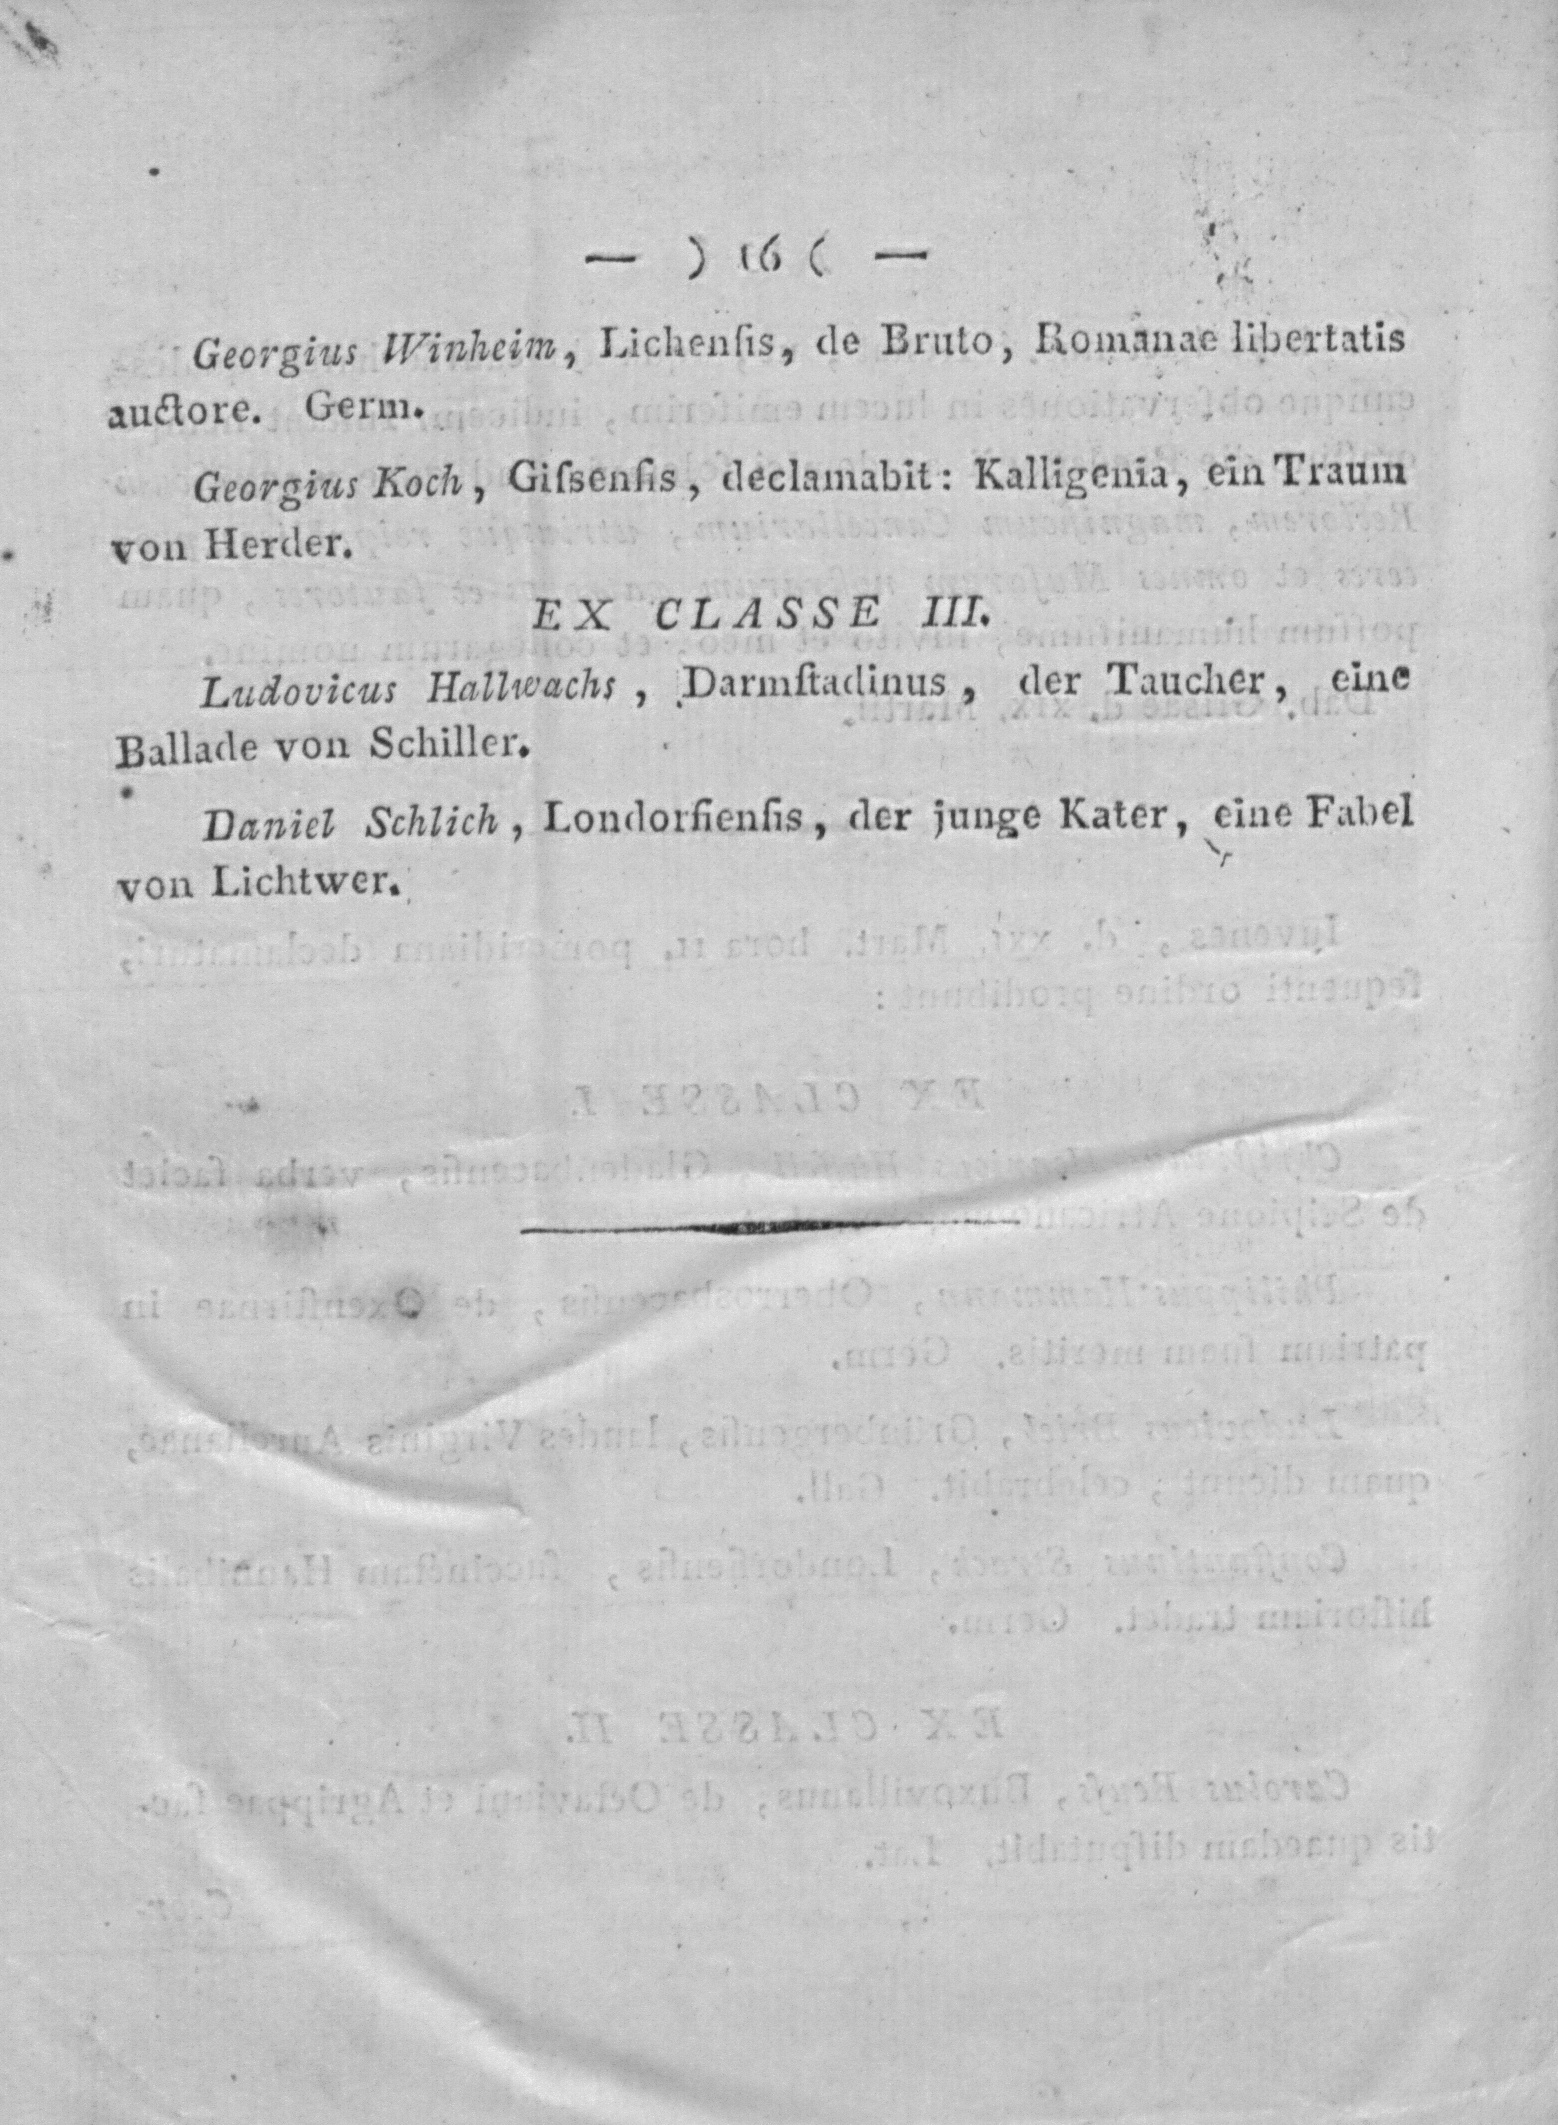 — ) 16 ( —
Georgius Winheim, Lichenſis, de Bruto, Romanae libertatis
auctore. Germ.
Georgius Koch, Giſsenſis, declamabit: Kalligenia, ein Traum
von Herder.
EX CLASSE III.
Ludovicus Hallwachs, Darmſtadinus, der Taucher, eine
Ballade von Schiller.
Daniel Schlich, Londorfienſis, der junge Kater, eine Fabel
von Lichtwer.